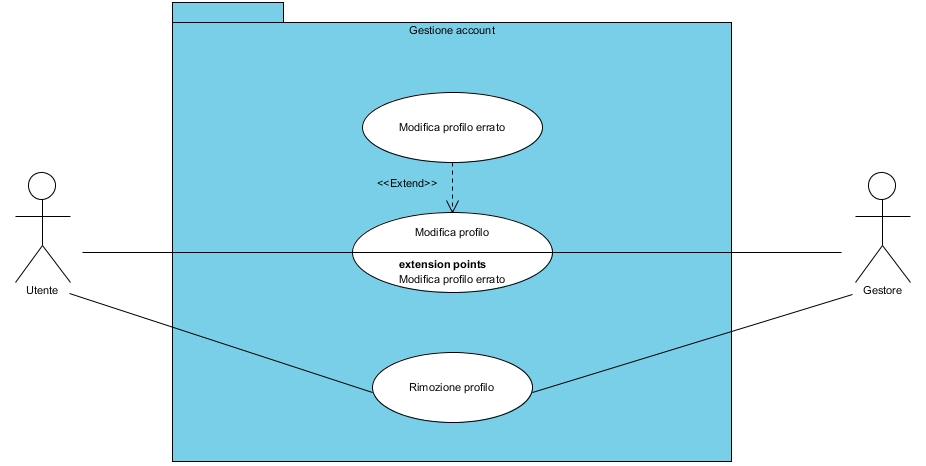 Gestione account
Modifica profilo errato
<<Extend>>
Modifica profilo
extension points
Modifica profilo errato
Utente
Gestore
Rimozione profilo